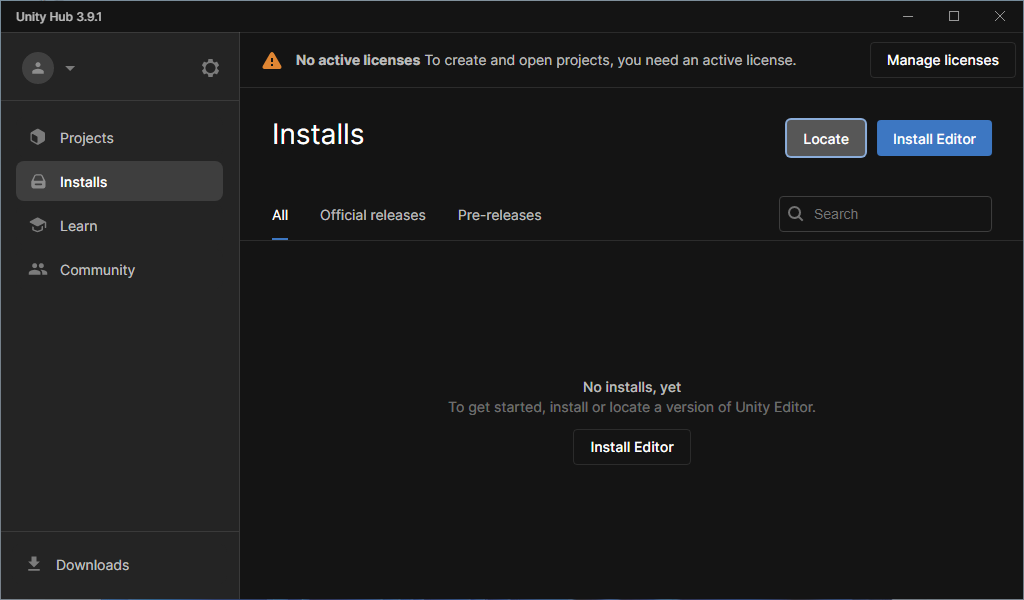 Unity Hub 3.9.1
No active licenses To create and open projects, you need an active license.
Manage licenses
Projects
Installs
Learn
Community
Downloads
Installs
Locate
Install Editor
All
Official releases
Pre-releases
Search
No installs, yet
To get started, install or locate a version of Unity Editor.
Install Editor